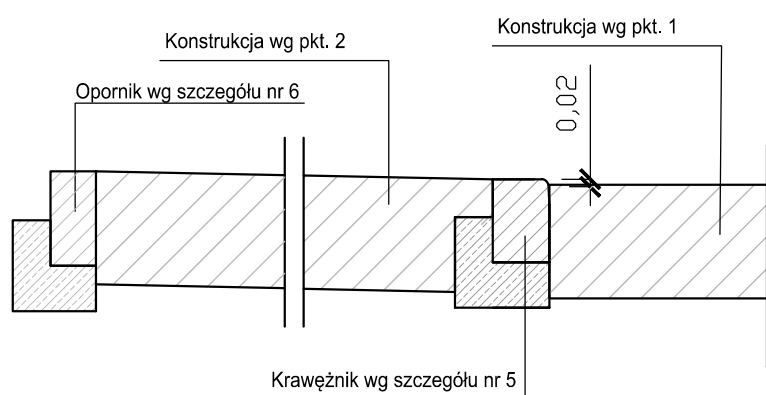 Konstrukcja wg pkt. 1
Konstrukcja wg pkt. 2
Opornik wg szczegółu nr 6
0,02
Krawężnik wg szczegółu nr 5